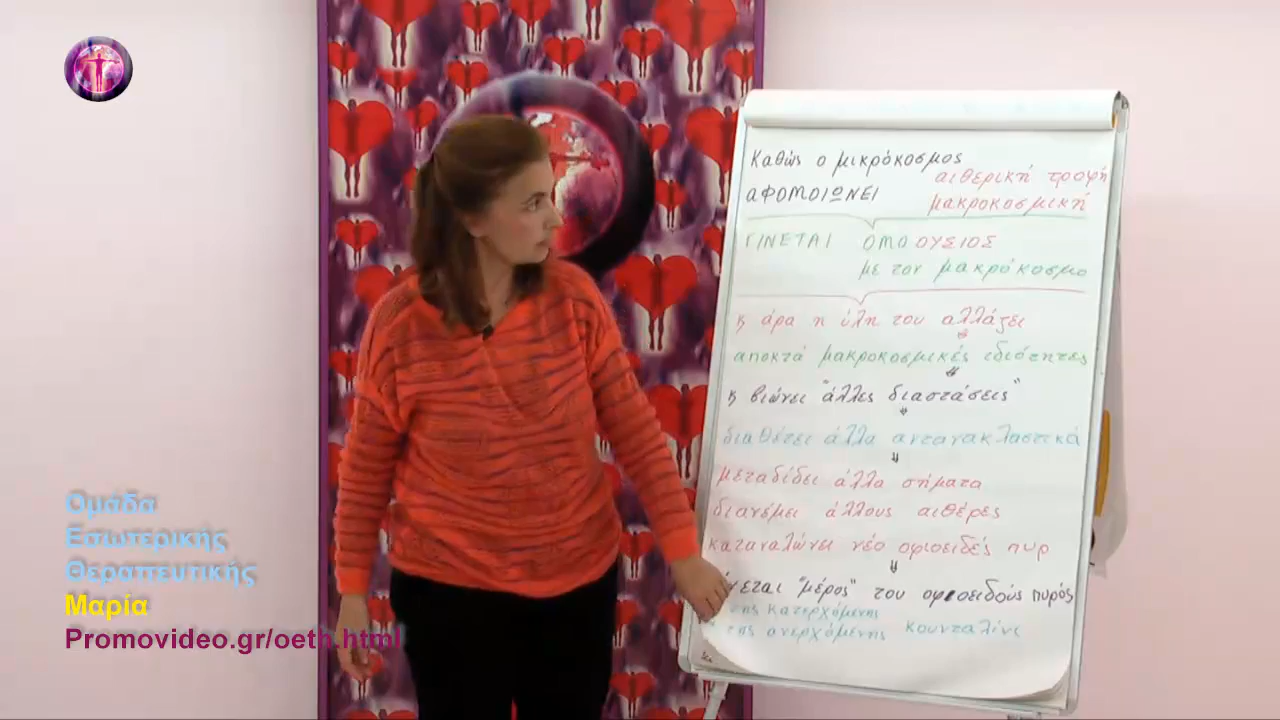 Καθώς ο μικρόκοσμος
αιθερική τροφή
ΑΦΟΜΟΙΩΝΕΙ
μακροκοσμική
ΓΙΝΕΤΑΙ ΟΜΟΟΥΣΙΟΣ
με τον μακρόκοσμο
κ άρα η ύλη του αλλάζει
αποκτά μακροκοσμικές ιδιότητες
κ βιώνει "άλλες διαστάσεις"
διαθέτει άλλα αντανακλαστικά
μεταδίδει άλλα σήματα
διανέμει άλλους αιθέρες
καταναλώνει νέο οφιοειδές πυρ
"μέρος" του οφιοειδούς πυρός
της κατερχόμενης
της ανερχόμενης κουνταλίνι
Ομάδα
Εσωτερικής
Θεραπευτικής
Μαρία
Promovideo.gr/oeth.html